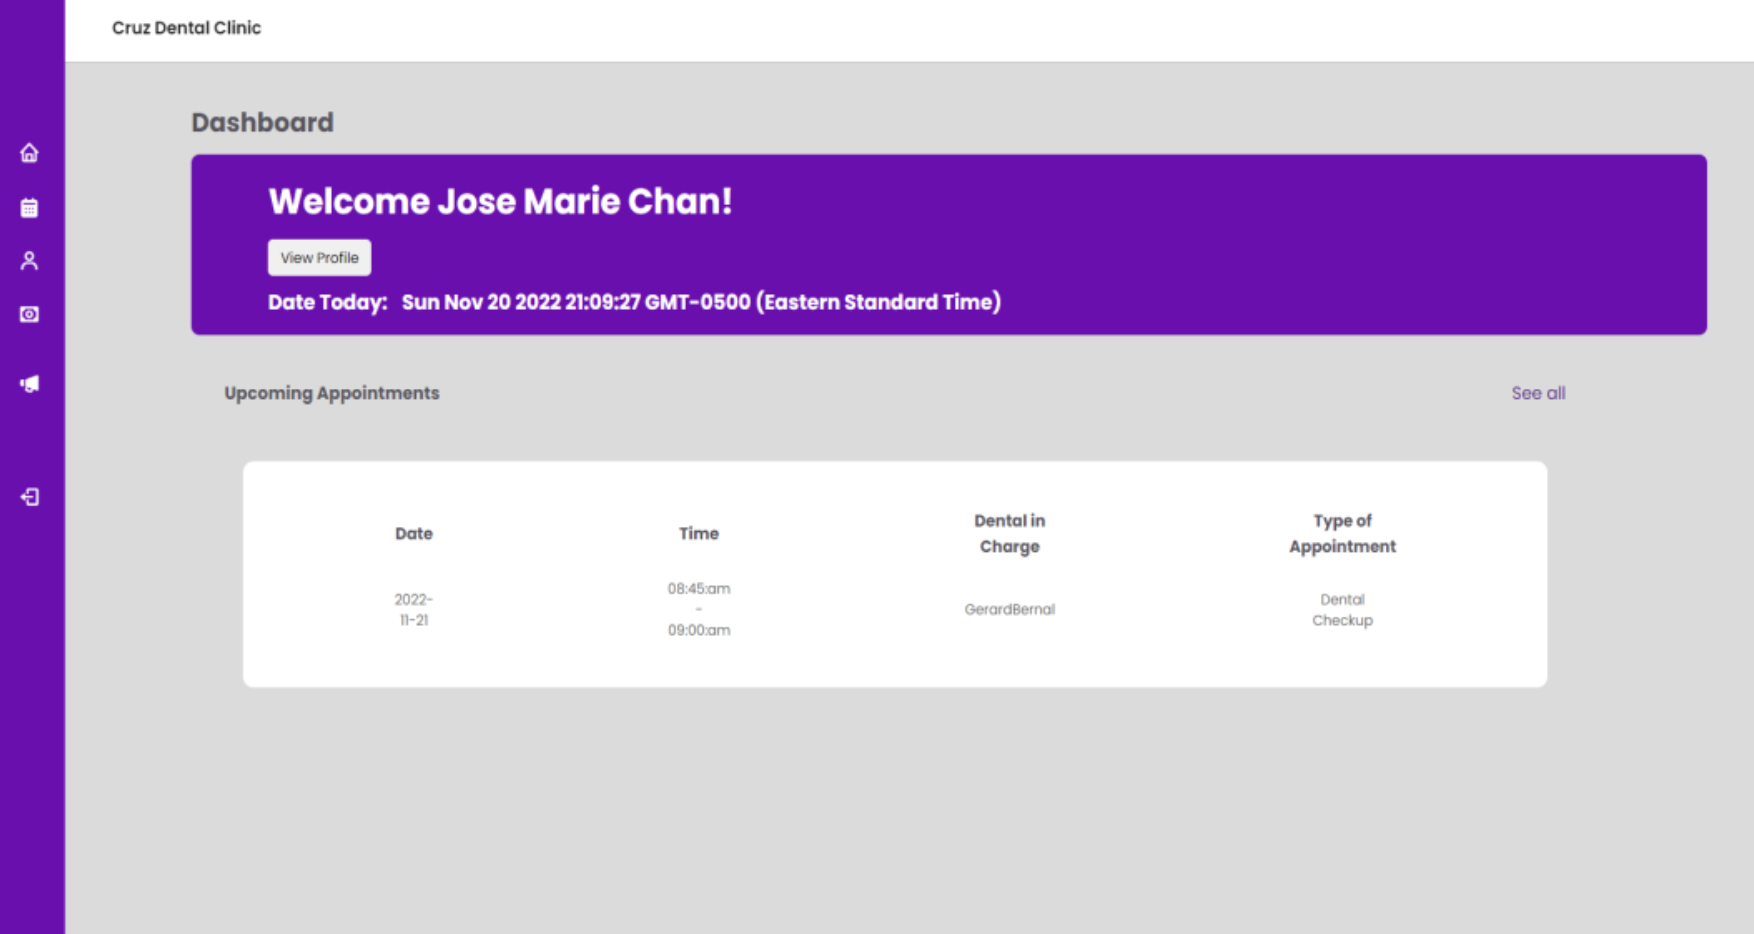 Cruz Dental Clinic
Dashboard
Welcome Jose Marie Chan!
View Profile
Date Today: Sun Nov 20 2022 21:09:27 GMT-0500 (Eastern Standard Time)
Upcoming Appointments
See all
Date
Time
Dental in
Charge
Type of
Appointment
2022-
11-21
08:45:am
-
09:00:am
GerardBernal
Dental
Checkup